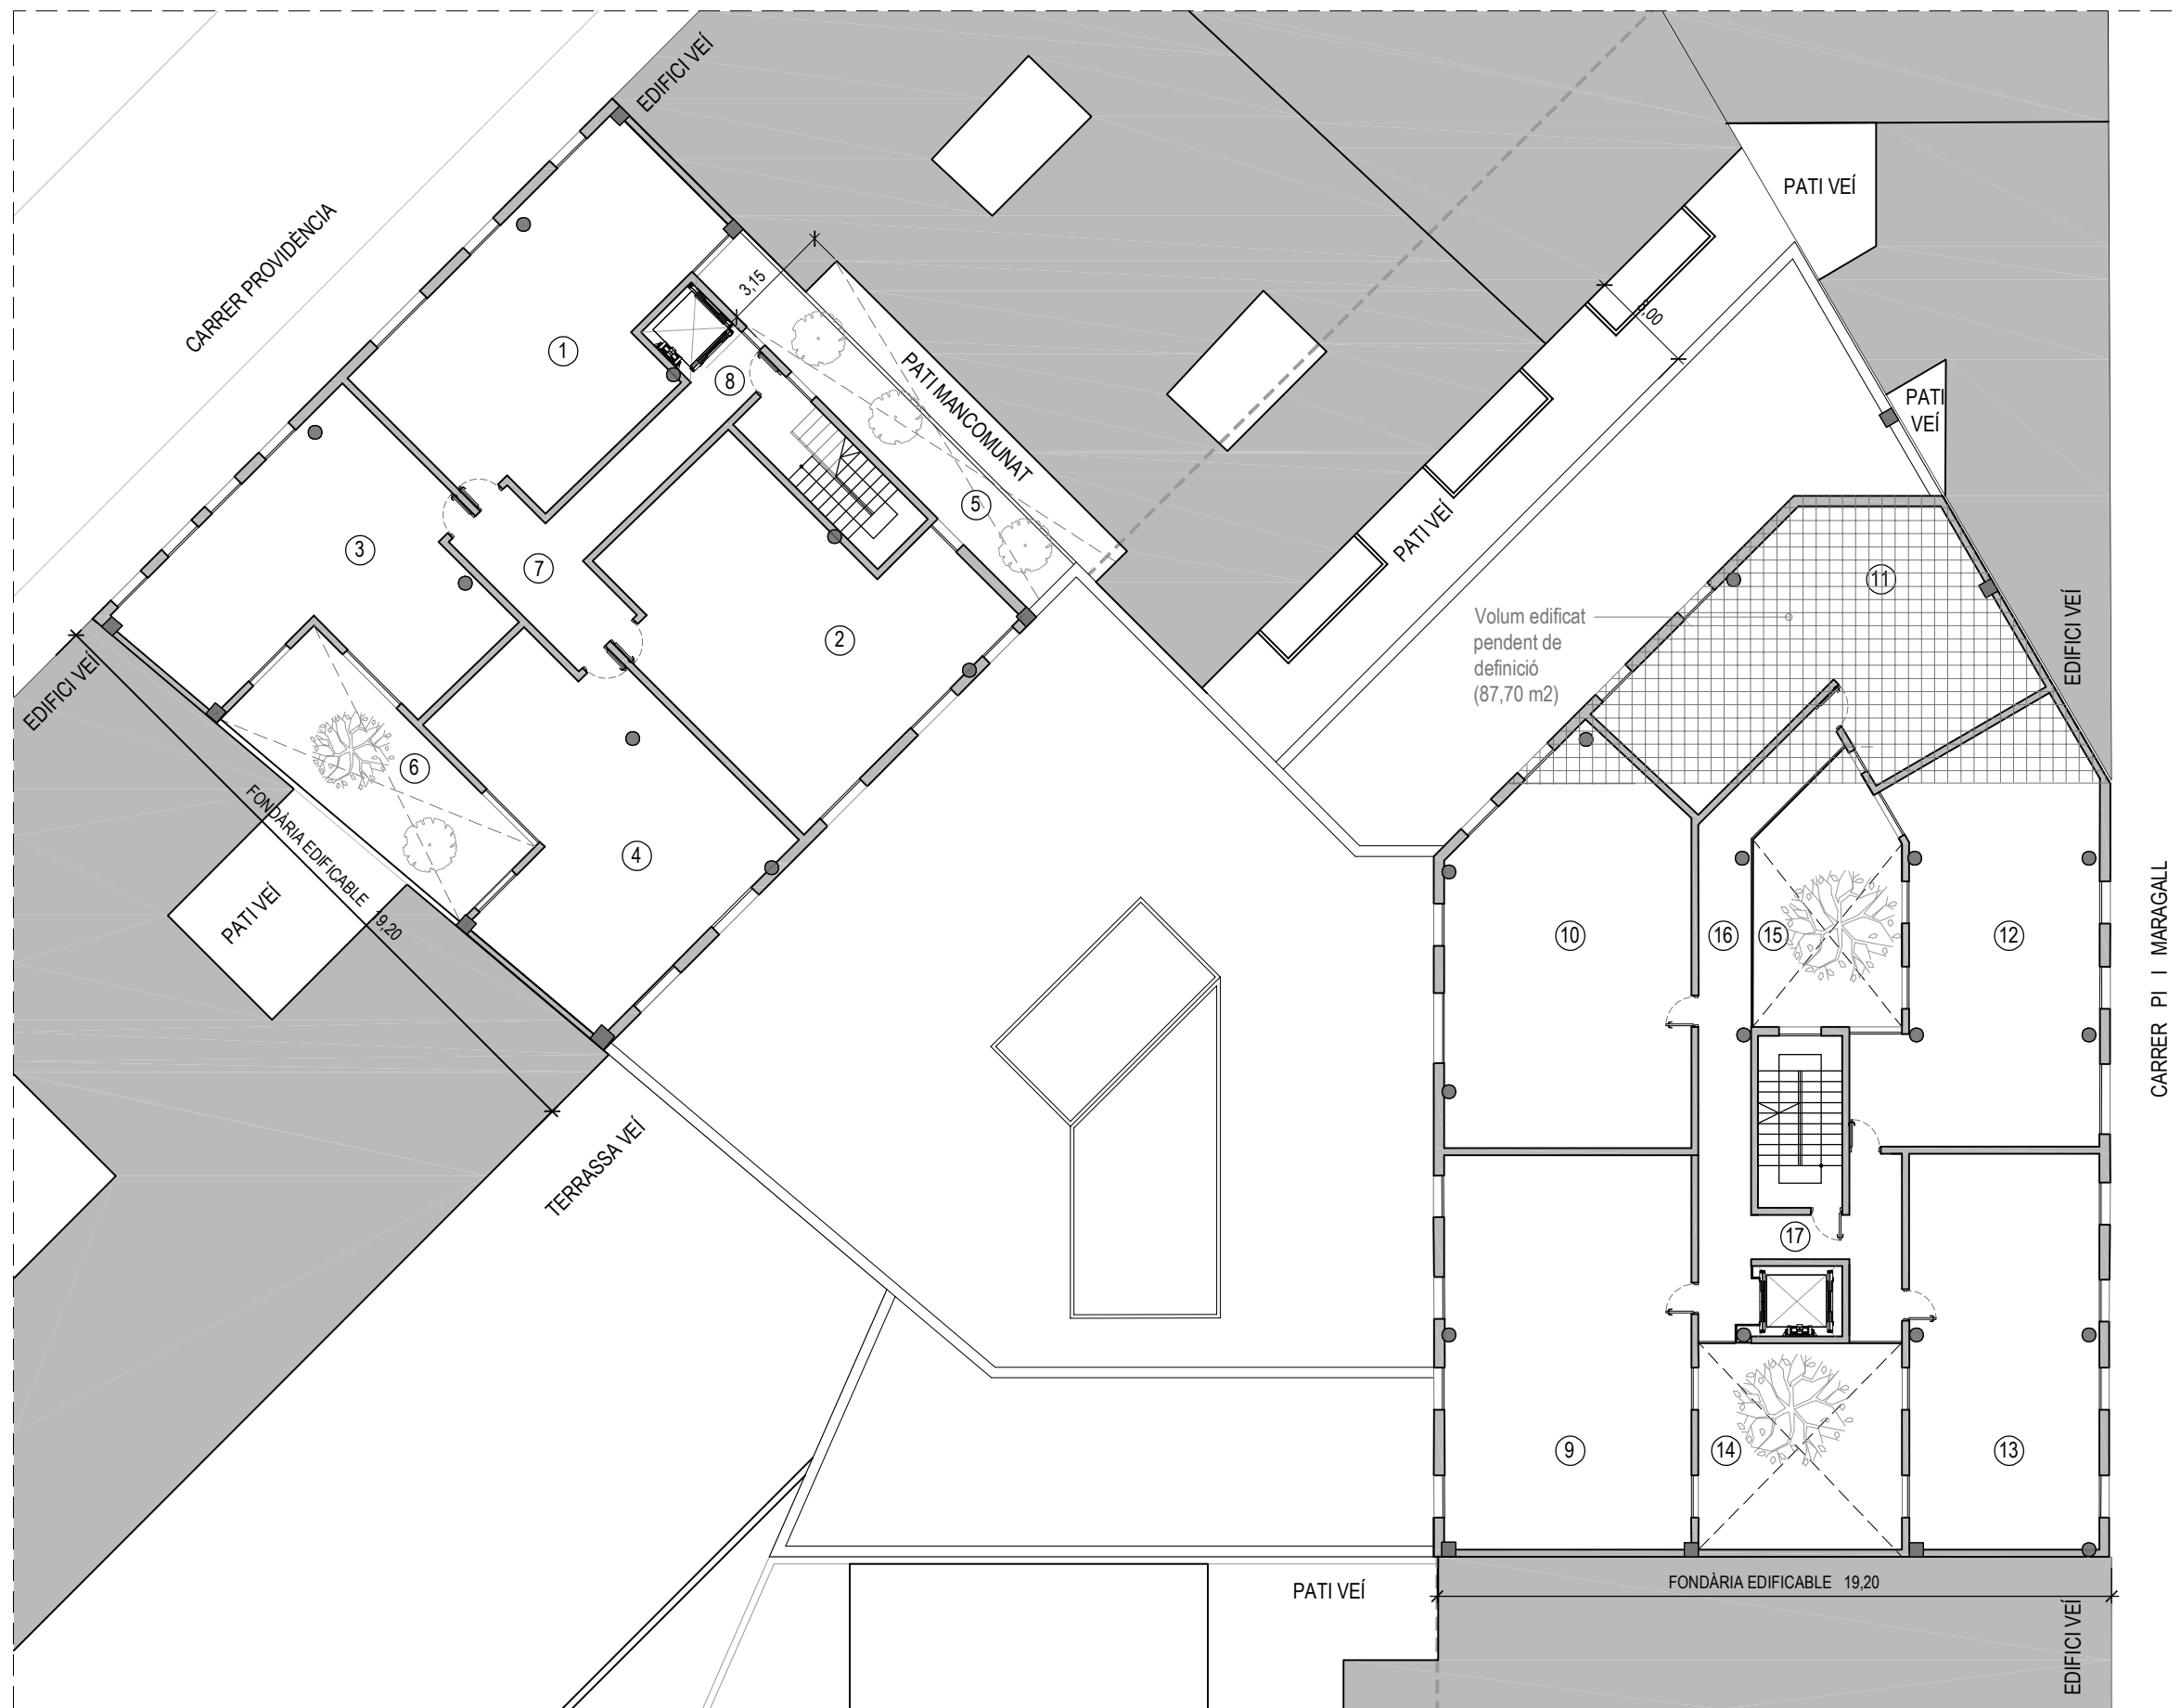 EDIFICI VEÍ
CARRER PROVIDÈNCIA
PATI VEÍ
3,15
8,00
1
8
PATI MANCOMUNAT
PATI
VEÍ
5
PATI VEÍ
3
7
11
2
Volum edificat
pendent de
definició
(87,70 m2)
EDIFICI VEÍ
EDIFICI VEÍ
6
FONDÀRIA EDIFICABLE 19,20
4
PATI VEÍ
10
16
15
12
CARRER PI I MARAGALL
TERRASSA VEÍ
17
9
14
13
PATI VEÍ
FONDÀRIA EDIFICABLE 19,20
EDIFICI VEÍ